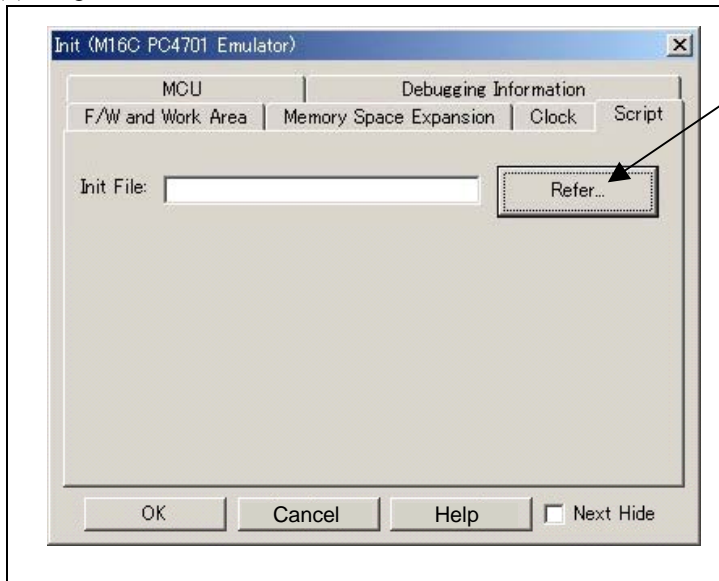 Init (M16C PC4701 Emulator)
MCU
Debugging Information
F/W and Work Area
Memory Space Expansion
Clock
Script
Init File:
Refer...
OK
Cancel
Help
Next Hide